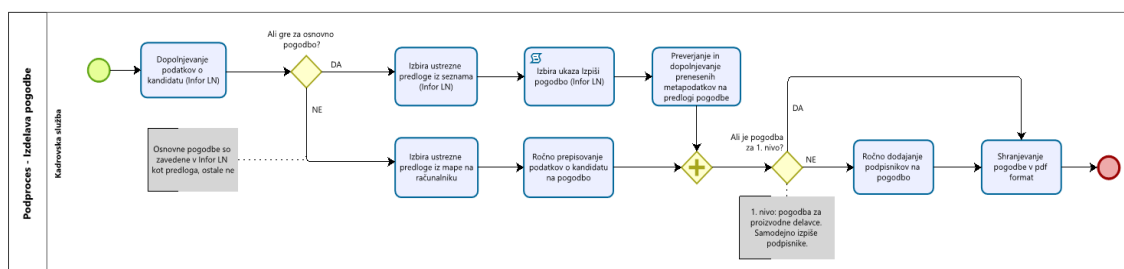 Podproces - Izdelava pogodbe
Kadrovska služba
Dopolnjevanje
podatkov o
kandidatu (Infor LN)
Ali gre za osnovno
pogodbo?
DA
NE
Osnovne pogodbe so
zavedene v Infor LN
kot predloga, ostale ne
Izbira ustrezne
predloge iz seznama
(Infor LN)
Izbira ukaza Izpiši
pogodbo (Infor LN)
Preverjanje in
dopolnjevanje
prenesenih
metapodatkov na
predlogi pogodbe
Izbira ustrezne
predloge iz mape na
računalniku
Ročno prepisovanje
podatkov o kandidatu
na pogodbo
Ali je pogodba
za 1. nivo?
DA
NE
1. nivo: pogodba za
proizvodne delavce.
Samodejno izpiše
podpisnike.
Ročno dodajanje
podpisnikov na
pogodbo
Shranjevanje
pogodbe v pdf
format